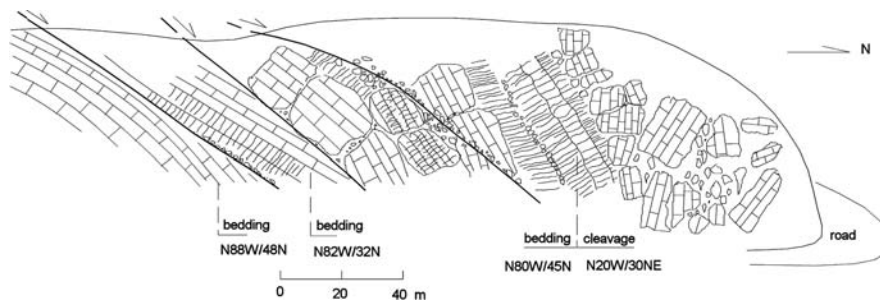 N
bedding
N88W/48N
bedding
N82W/32N
bedding cleavage
N80W/45N N20W/30NE
road
0 20 40 m